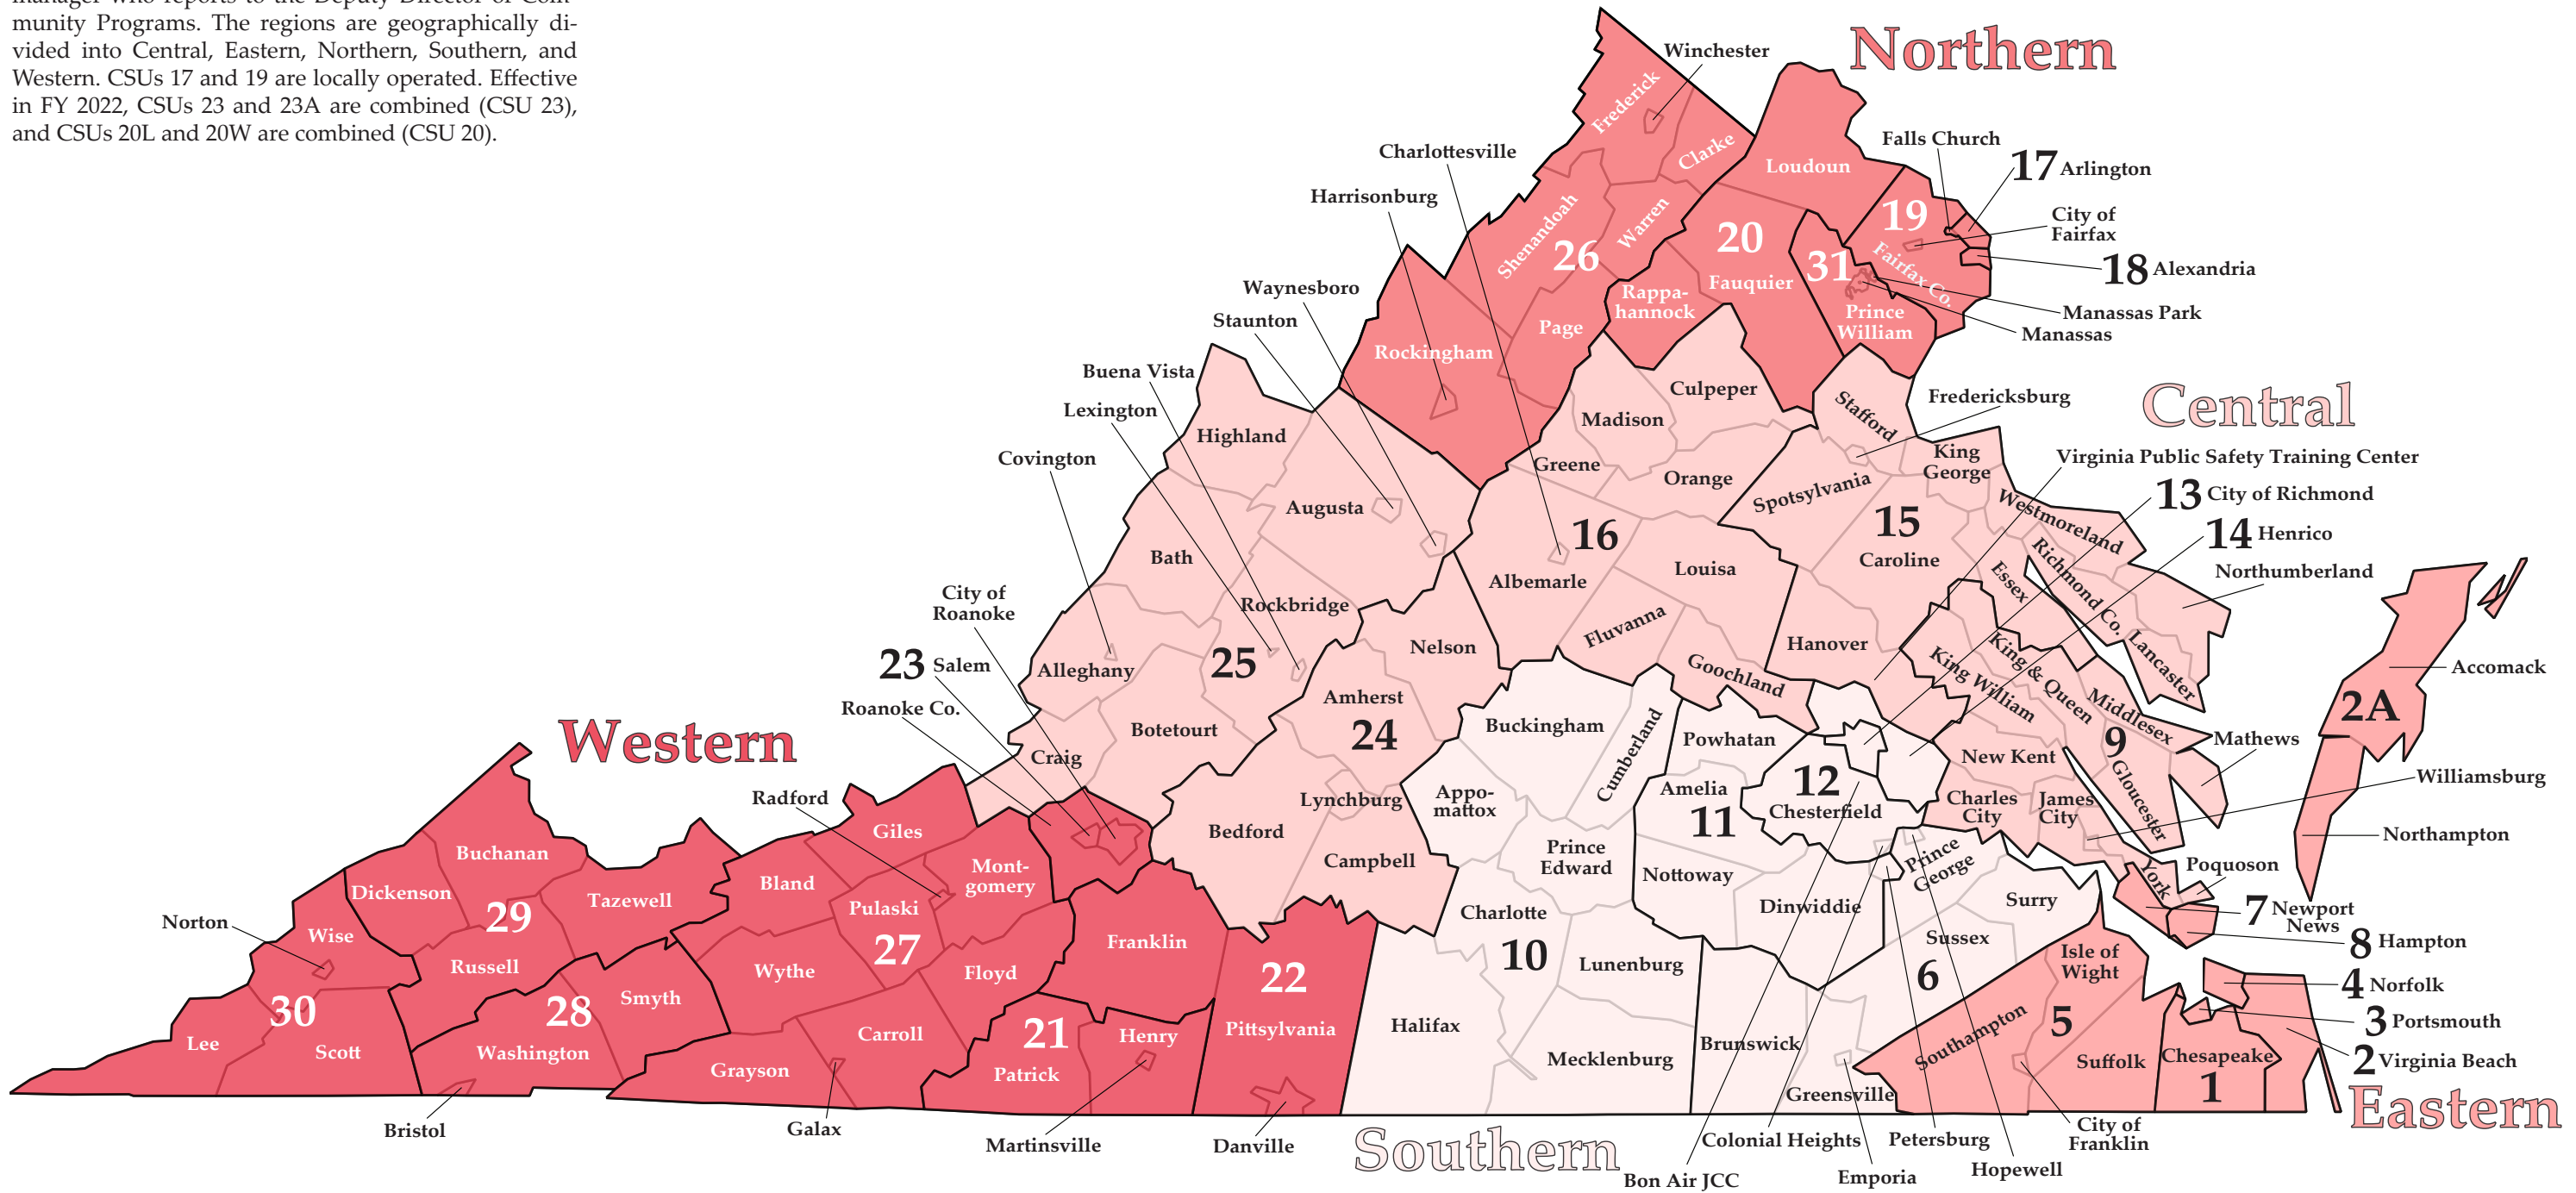 manager who reports to the Deputy Director of Com-
munity Programs. The regions are geographically di-
vided into Central, Eastern, Northern, Southern, and
Western. CSUs 17 and 19 are locally operated. Effective
in FY 2022, CSUs 23 and 23A are combined (CSU 23),
and CSUs 20L and 20W are combined (CSU 20).
Northern
Winchester
Frederick
Clarke
Loudoun
Falls Church
17 Arlington
City of
Fairfax
18 Alexandria
19
Fairfax Co.
Manassas Park
Manassas
Charlottesville
Harrisonburg
Shenandoah
Warren
26
20
Fauquier
31
Prince
William
Rappa-
hannock
Page
Rockingham
Waynesboro
Staunton
Buena Vista
Lexington
Covington
Central
Culpeper
Madison
Stafford
Fredericksburg
King
George
Greene
Orange
Spotsylvania
Virginia Public Safety Training Center
13 City of Richmond
14 Henrico
Northumberland
Westmoreland
Richmond Co.
Essex
Lancaster
15
Caroline
Hanover
King William
King & Queen
Middlesex
9
Gloucester
Mathews
Williamsburg
New Kent
Charles
City
James
City
York
Poquoson
16
Albemarle
Louisa
Fluvanna
Goochland
Highland
Augusta
Bath
Rockbridge
Nelson
Alleghany
25
Botetourt
Craig
Amherst
24
Lynchburg
Bedford
Campbell
City of
Roanoke
23 Salem
Roanoke Co.
Western
Radford
Giles
Mont-
gomery
Bland
Pulaski
27
Wythe
Floyd
Carroll
Grayson
Galax
Buchanan
Dickenson
29
Tazewell
Russell
Norton
Wise
30
Lee
Scott
28
Smyth
Washington
Bristol
Franklin
21
Henry
Patrick
Martinsville
22
Pittsylvania
Danville
Southern
Buckingham
Cumberland
Appo-
mattox
Prince
Edward
Charlotte
10
Lunenburg
Halifax
Mecklenburg
Powhatan
Amelia
11
Nottoway
Dinwiddie
12
Chesterfield
Prince
George
Surry
Sussex
6
Brunswick
Greensville
Bon Air JCC
Colonial Heights
Emporia
Petersburg
Hopewell
Accomack
2A
Northampton
7 Newport
News
8 Hampton
4 Norfolk
3 Portsmouth
2 Virginia Beach
Isle of
Wight
Southampton
5
Suffolk
Chesapeake
1
City of
Franklin
Eastern